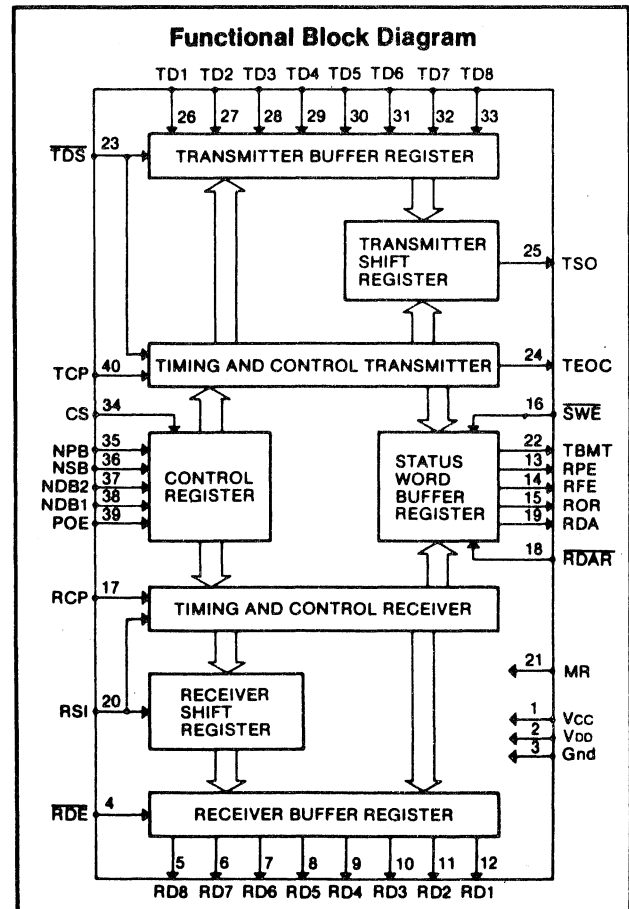 Functional Block Diagram
TD1 TD2 TD3 TD4 TD5 TD6 TD7 TD8
26 27 28 29 30 31 32 33
TDS 23
TRANSMITTER BUFFER REGISTER
TRANSMITTER
SHIFT
REGISTER
25 TSO
TIMING AND CONTROL TRANSMITTER
24 TEOC
TCP 40
CS 34
NPB 35
NSB 36
NDB2 37
NDB1 38
POE 39
CONTROL
REGISTER
STATUS
WORD
BUFFER
REGISTER
16 SWE
22 TBMT
13 RPE
14 RFE
15 ROR
19 RDA
18 RDAR
RCP 17
TIMING AND CONTROL RECEIVER
21 MR
RSI 20
RECEIVER
SHIFT
REGISTER
1 VCC
2 VDD
3 Gnd
RDE 4
RECEIVER BUFFER REGISTER
5 6 7 8 9 10 11 12
RD8 RD7 RD6 RD5 RD4 RD3 RD2 RD1